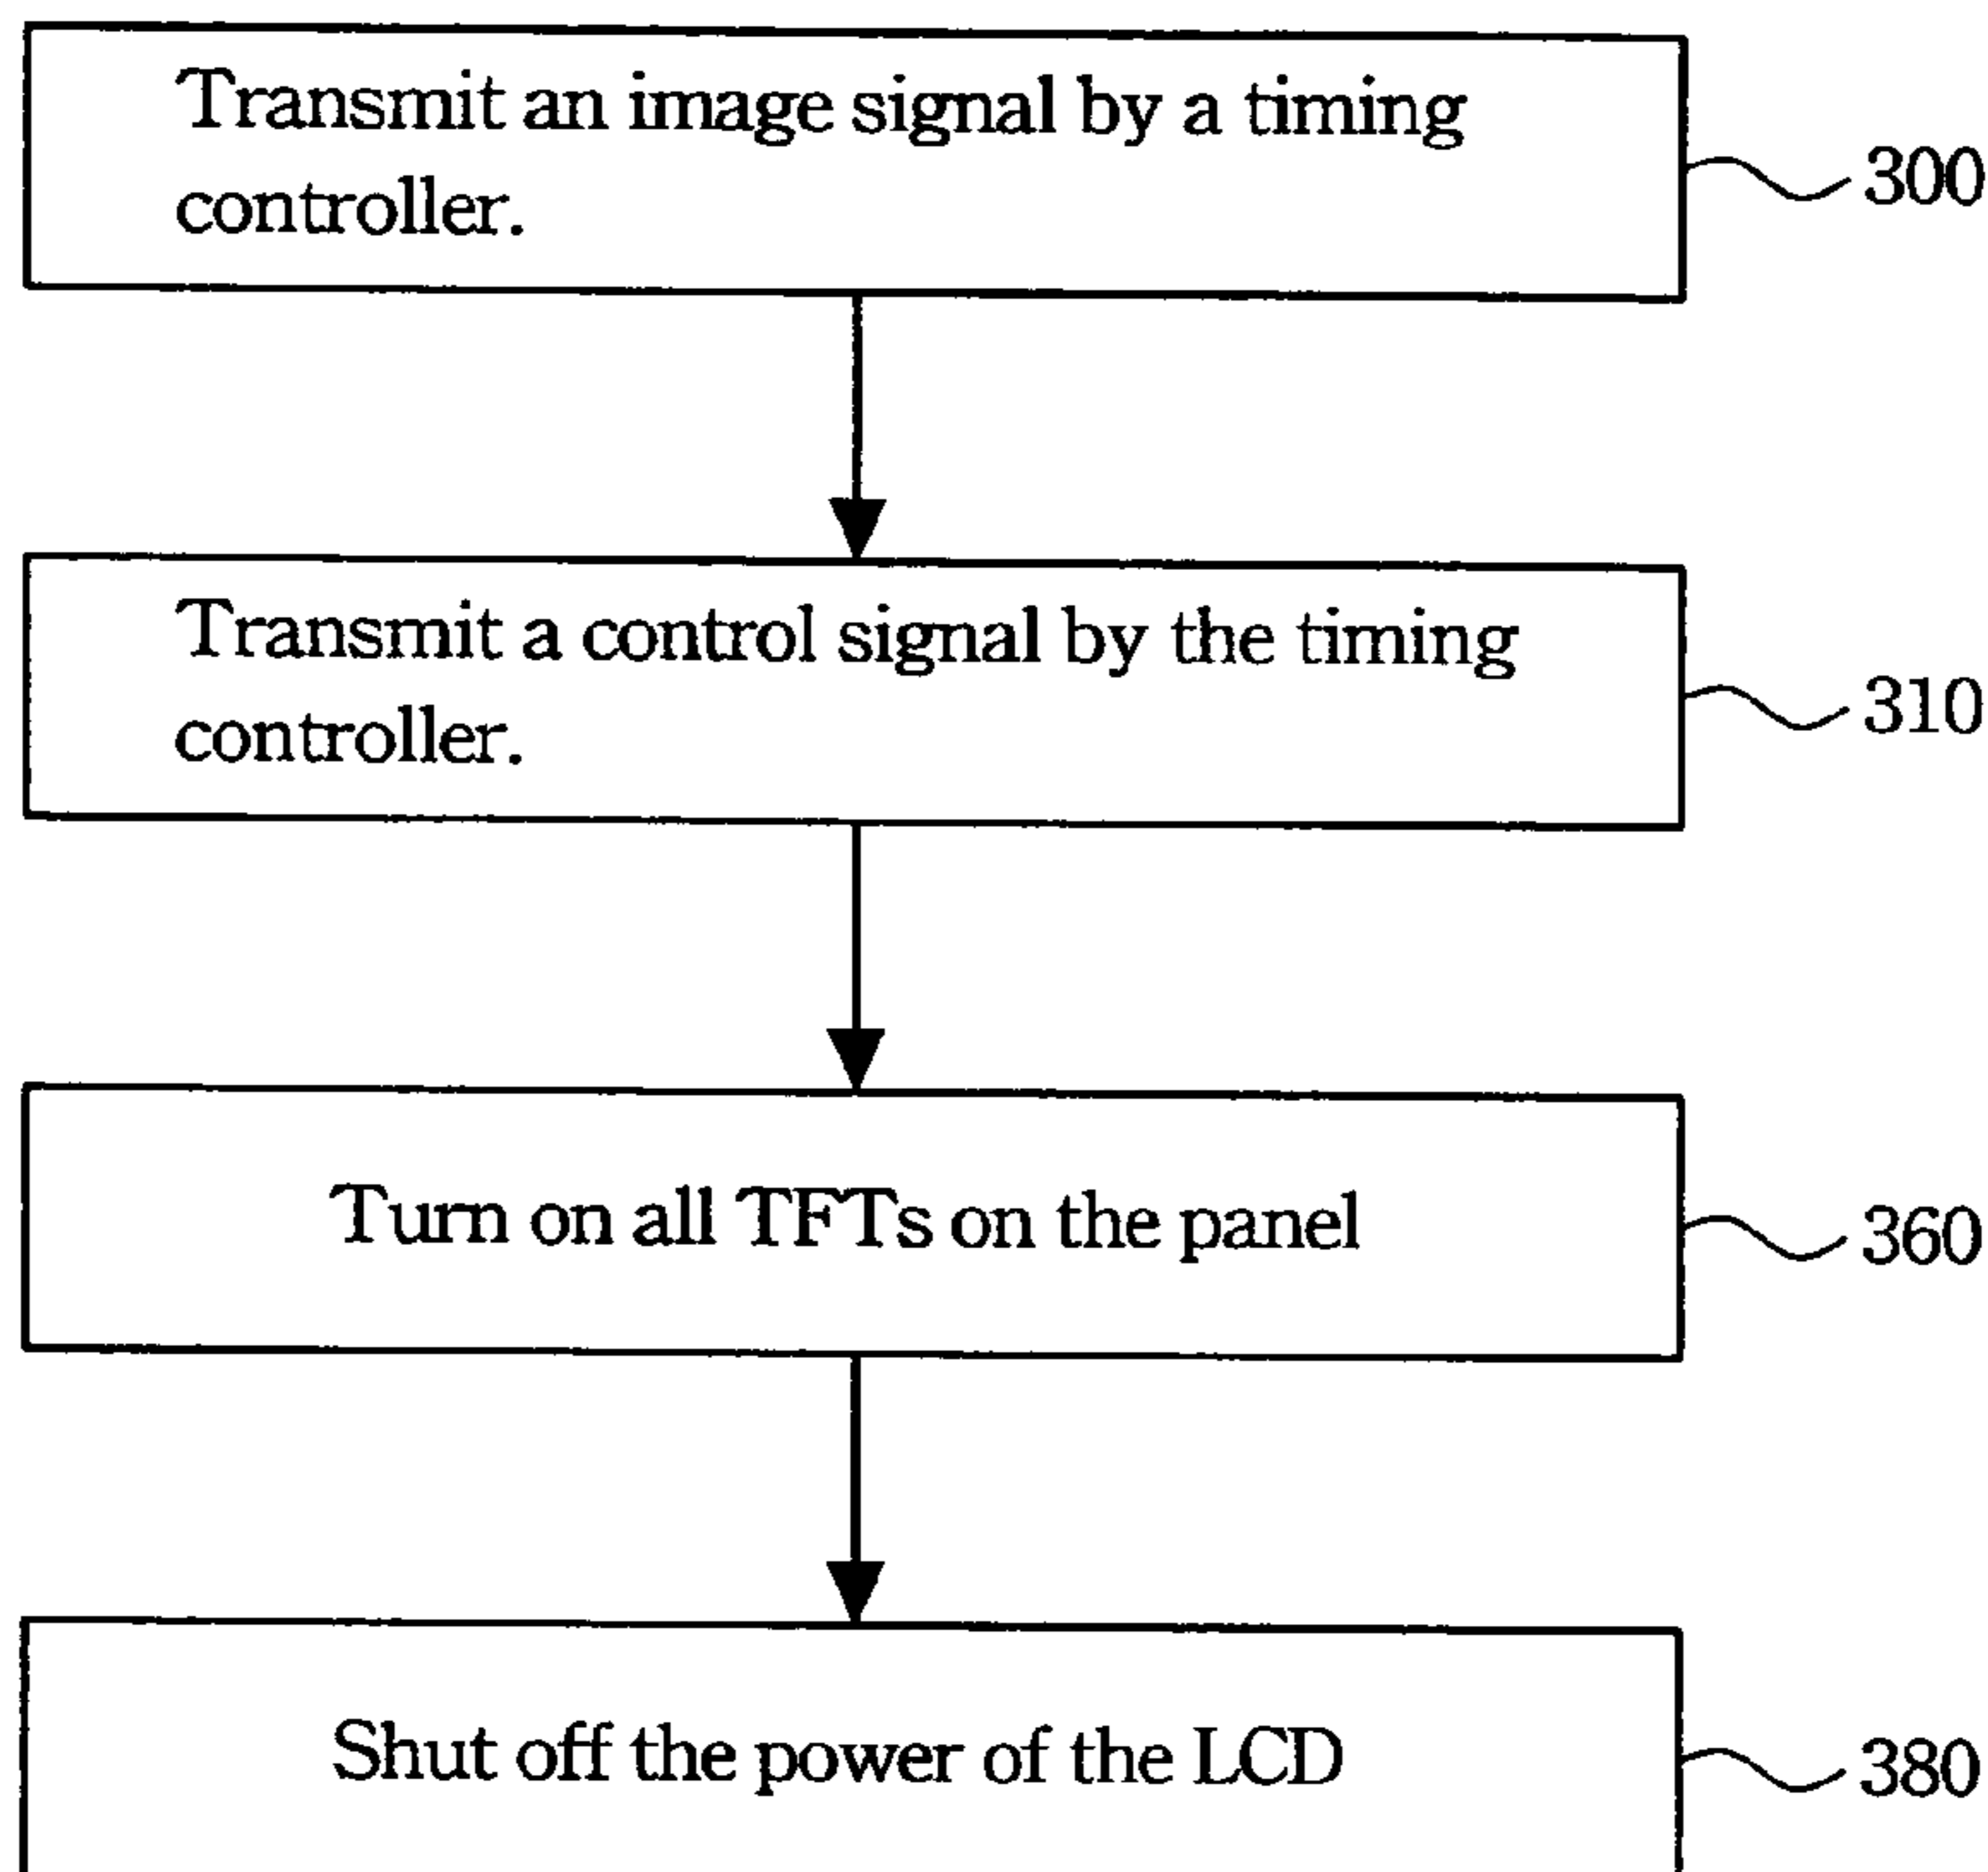 Transmit an image signal by a timing
controller.
300
Transmit a control signal by the timing
controller.
310
Turn on all TFTs on the panel
360
Shut off the power of the LCD
380